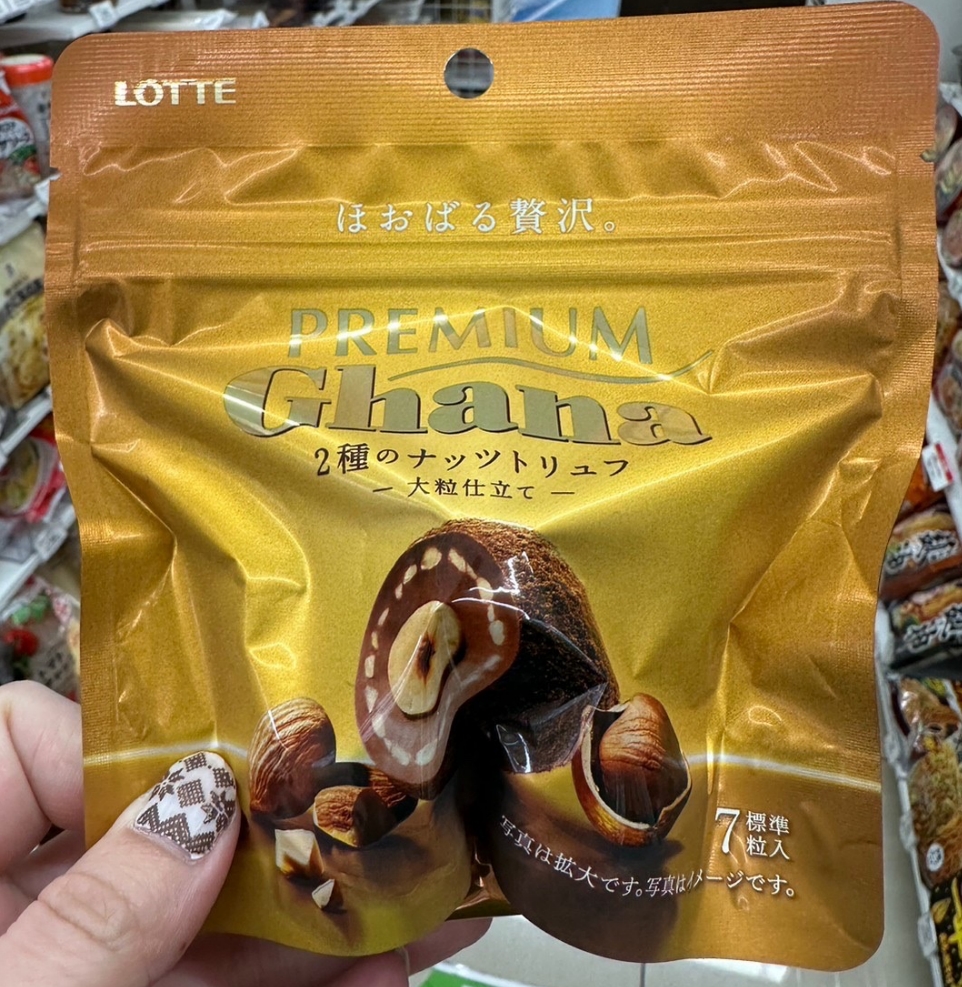 LOTTE
ほおばる贅沢。
PREMIUM
Ghana
2種のナッツトリュフ
― 大粒仕立て ―
7 標準
粒入
写真は拡大です。写真はイメージです。